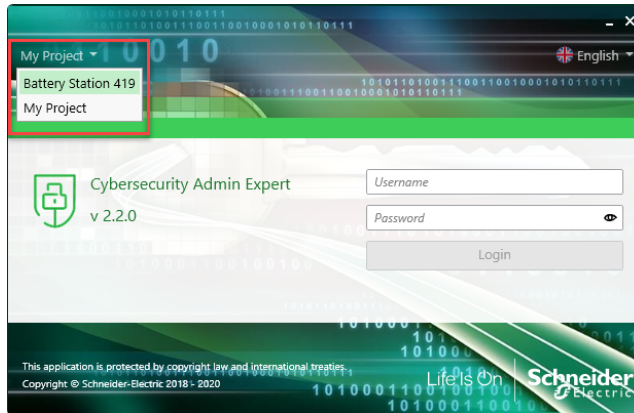 My Project
English
Battery Station 419
My Project
Cybersecurity Admin Expert
v 2.2.0
Username
Password
Login
This application is protected by copyright law and international treaties.
Copyright © Schneider-Electric 2018 - 2020
Life Is On
Schneider
Electric